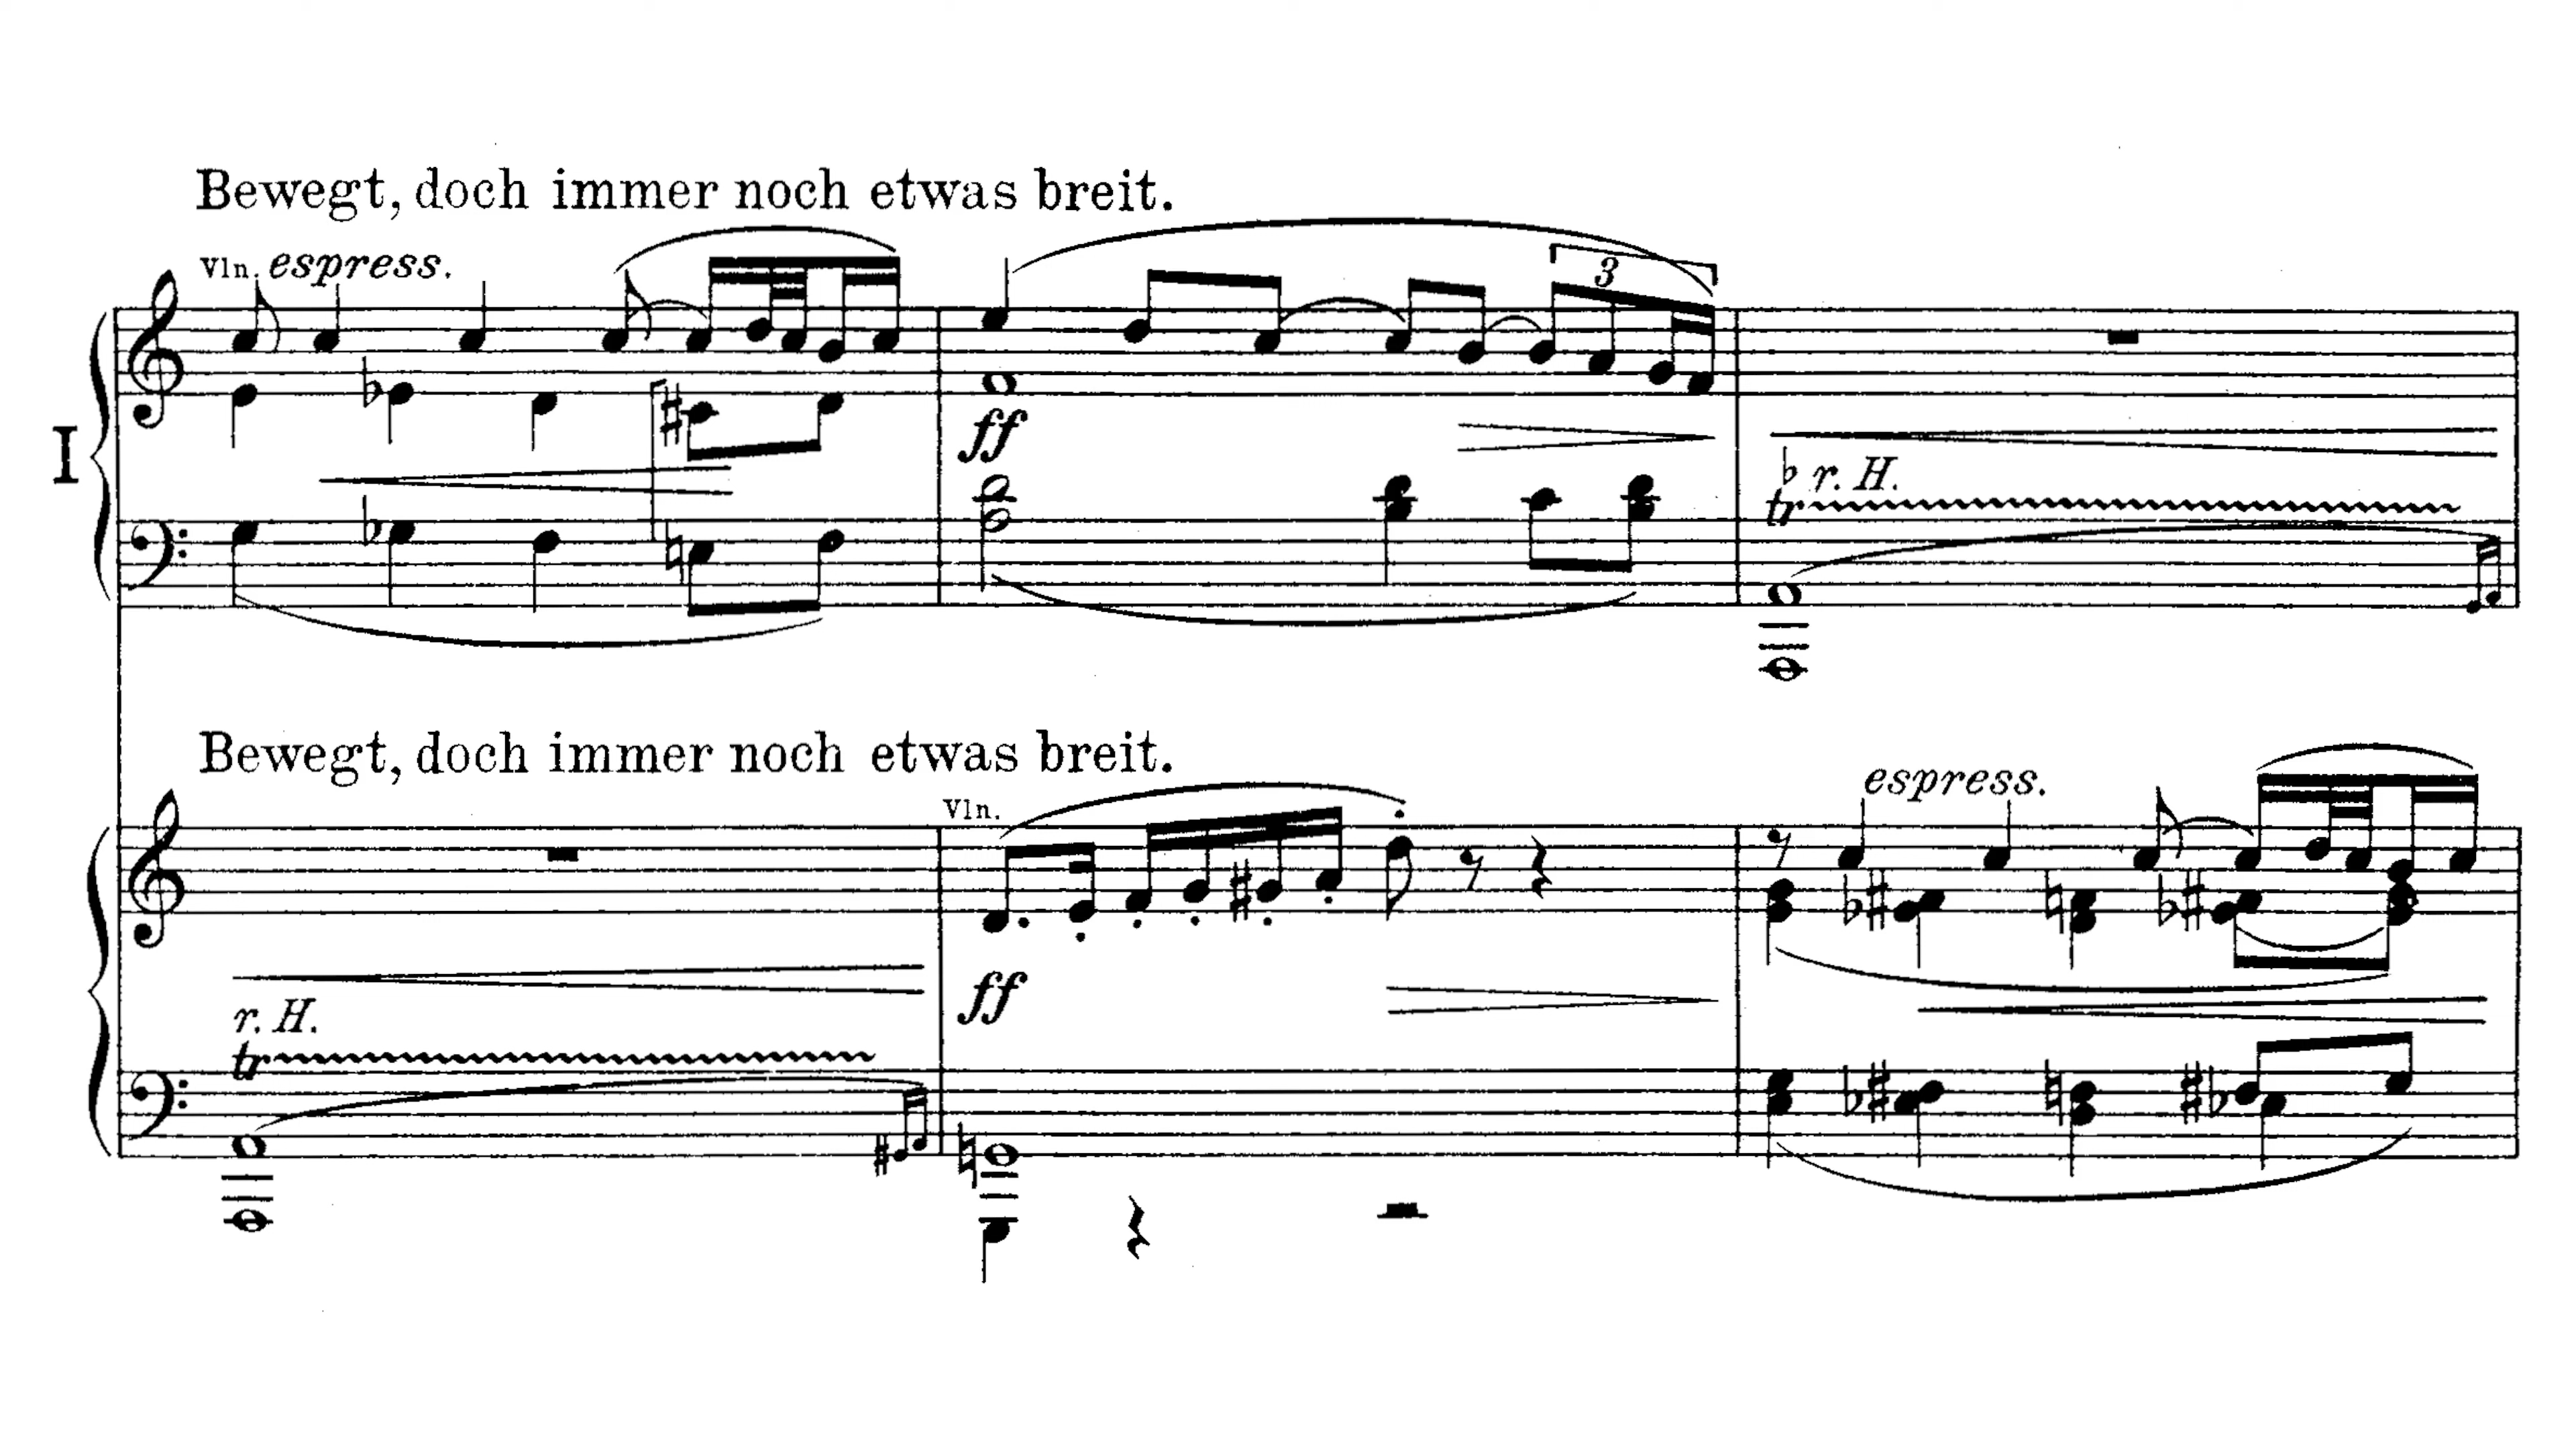 Bewegt, doch immer noch etwas breit.
Vln. espress.
3
I
ff
r. H.
tr
Bewegt, doch immer noch etwas breit.
Vln.
espress.
ff
r. H.
tr